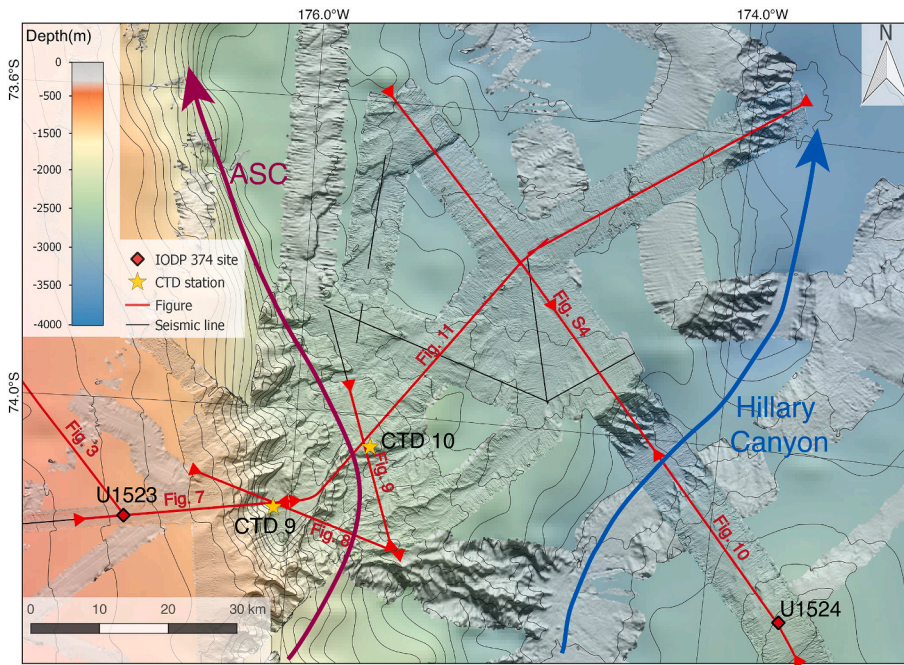 176.0°W
174.0°W
Depth(m)
N
0
-500
-1500
-2000
-2500
-3000
-3500
-4000
73.6°S
ASC
IODP 374 site
CTD station
Figure
Seismic line
Fig. S4
Fig. 11
74.0°S
Hillary
Canyon
Fig. 3
CTD 10
Fig. 9
U1523
Fig. 7
CTD 9
Fig. 8
Fig. 10
U1524
0 10 20 30 km